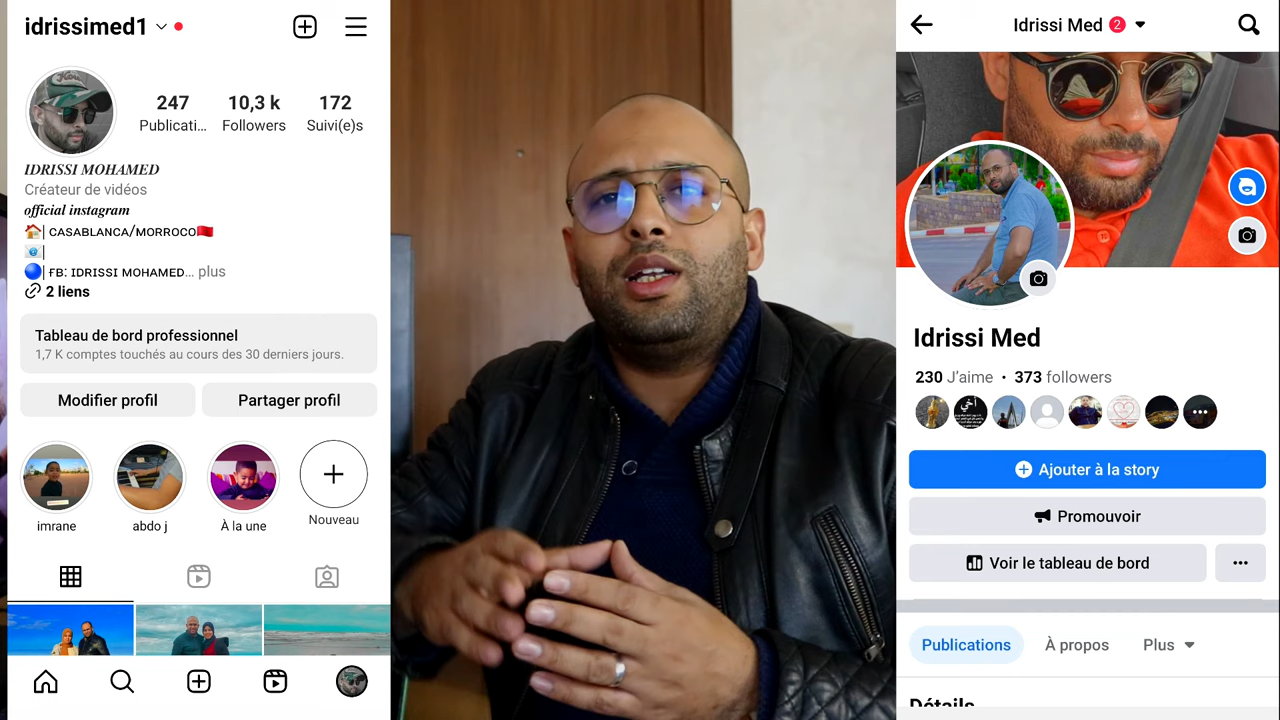 idrissimed1
247 10,3 k 172
Publicati... Followers Suivi(e)s
IDRISSI MOHAMED
Créateur de vidéos
official instagram
| CASABLANCA/MORROCO
|
| FB: IDRISSI MOHAMED... plus
2 liens
Tableau de bord professionnel
1,7 K comptes touchés au cours des 30 derniers jours.
Modifier profil Partager profil
imrane abdo j À la une Nouveau
Idrissi Med 2
Idrissi Med
230 J'aime • 373 followers
أخي
Ajouter à la story
Promouvoir
Voir le tableau de bord
Publications À propos Plus
Détails